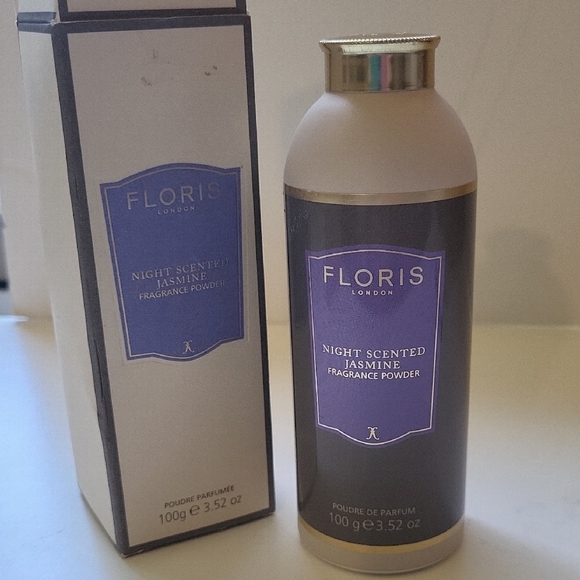 FLORIS
LONDON
NIGHT SCENTED
JASMINE
FRAGRANCE POWDER
POUDRE PARFUMÉE
100g e 3.52 oz
FLORIS
LONDON
NIGHT SCENTED
JASMINE
FRAGRANCE POWDER
POUDRE DE PARFUM
100 g e 3.52 oz